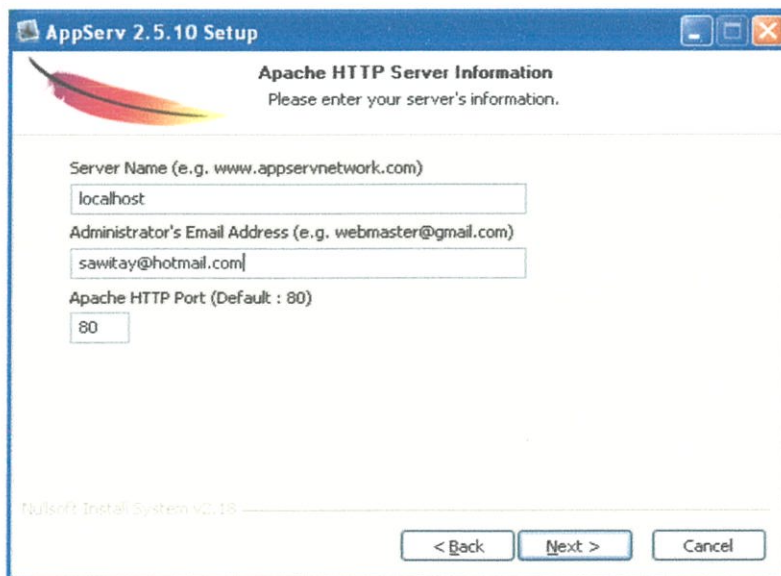 AppServ 2.5.10 Setup
Apache HTTP Server Information
Please enter your server's information.
Server Name (e.g. www.appservnetwork.com)
localhost
Administrator's Email Address (e.g. webmaster@gmail.com)
sawitay@hotmail.com
Apache HTTP Port (Default : 80)
80
Nullsoft Install System v2.18
< Back Next > Cancel